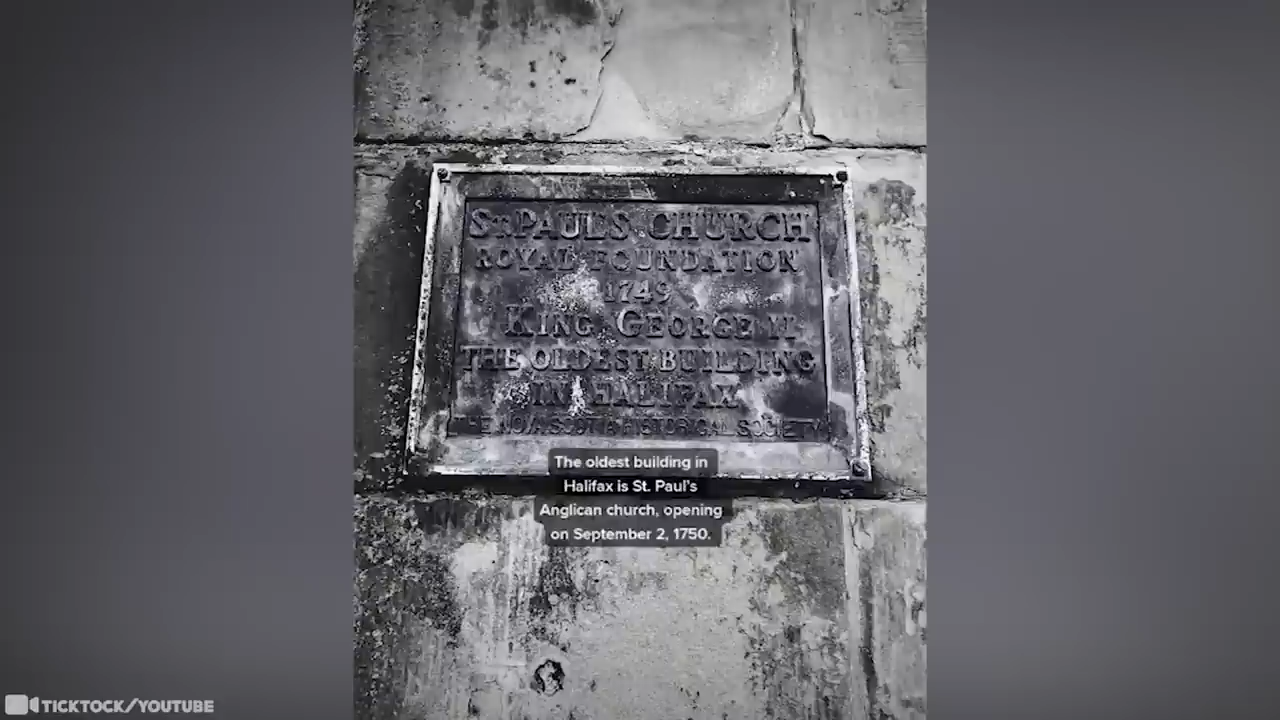 ST. PAULS CHURCH
ROYAL FOUNDATION
1749
KING GEORGE II
THE OLDEST BUILDING
IN HALIFAX
THE NOVA SCOTIA HISTORICAL SOCIETY
The oldest building in
Halifax is St. Paul's
Anglican church, opening
on September 2, 1750.
TICKTOCK/YOUTUBE